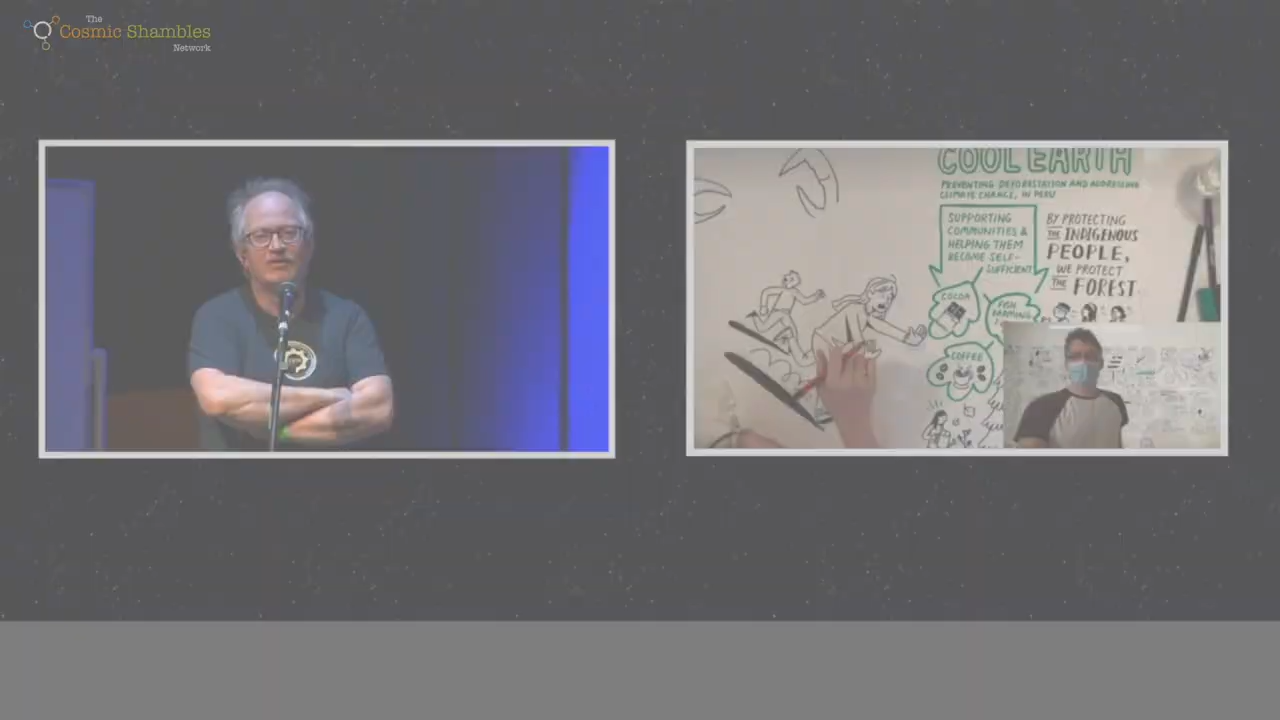 The
Cosmic Shambles
Network
COOL EARTH
PREVENTING DEFORESTATION AND ADDRESSING
CLIMATE CHANGE, IN PERU
SUPPORTING
COMMUNITIES &
HELPING THEM
BECOME SELF-
SUFFICIENT
BY PROTECTING
THE INDIGENOUS
PEOPLE,
WE PROTECT
THE FOREST
COCOA
FISH
FARMING
COFFEE